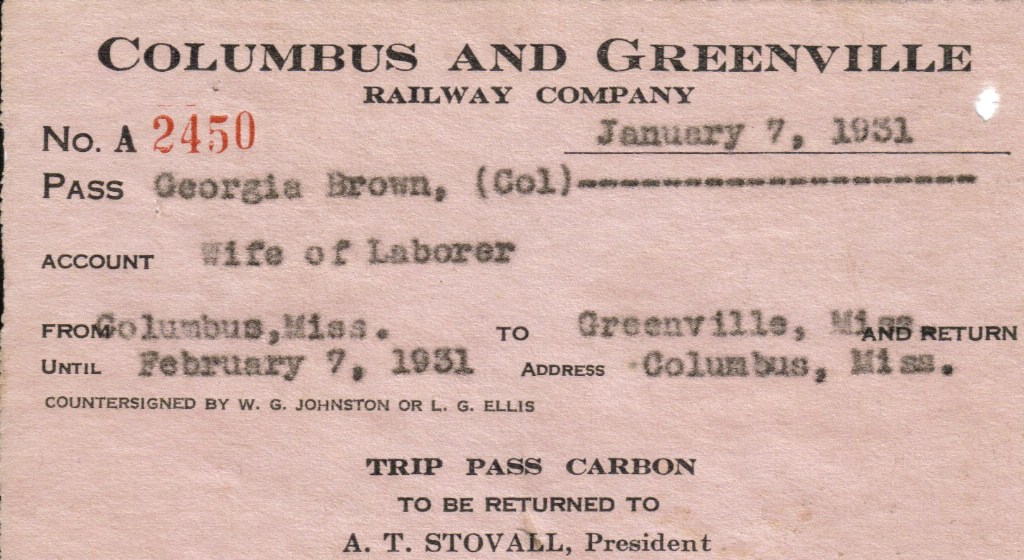 COLUMBUS AND GREENVILLE
RAILWAY COMPANY
No. A 2450 January 7, 1931
PASS Georgia Brown, (Col)-----------------------
ACCOUNT Wife of Laborer
FROM Columbus,Miss. TO Greenville, Miss. AND RETURN
UNTIL February 7, 1931 ADDRESS Columbus, Miss.
COUNTERSIGNED BY W. G. JOHNSTON OR L. G. ELLIS
TRIP PASS CARBON
TO BE RETURNED TO
A. T. STOVALL, President